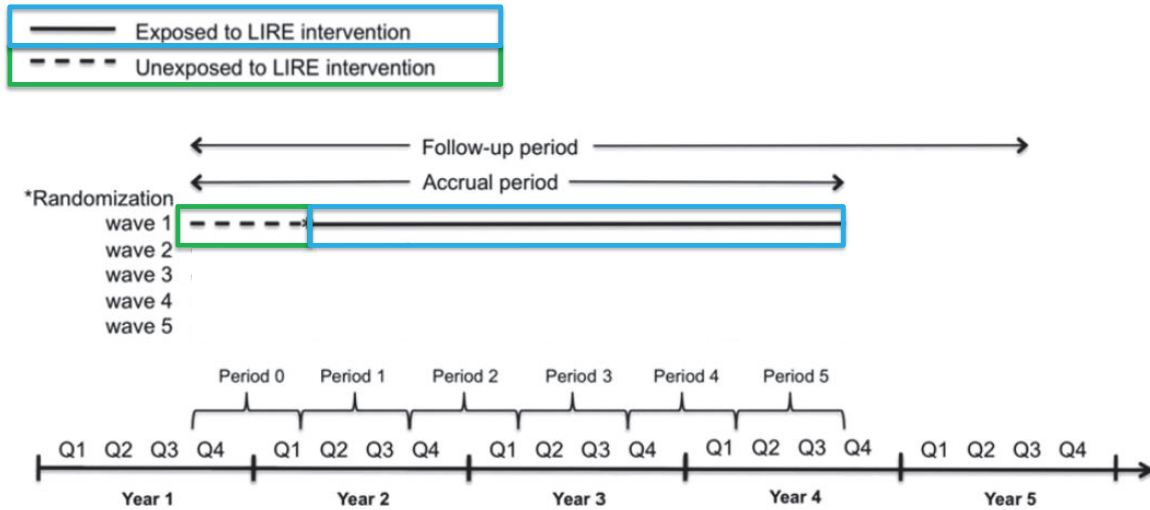 Exposed to LIRE intervention
Unexposed to LIRE intervention
Follow-up period
Accrual period
*Randomization
wave 1
wave 2
wave 3
wave 4
wave 5
Period 0 Period 1 Period 2 Period 3 Period 4 Period 5
Q1 Q2 Q3 Q4 Q1 Q2 Q3 Q4 Q1 Q2 Q3 Q4 Q1 Q2 Q3 Q4 Q1 Q2 Q3 Q4
Year 1 Year 2 Year 3 Year 4 Year 5